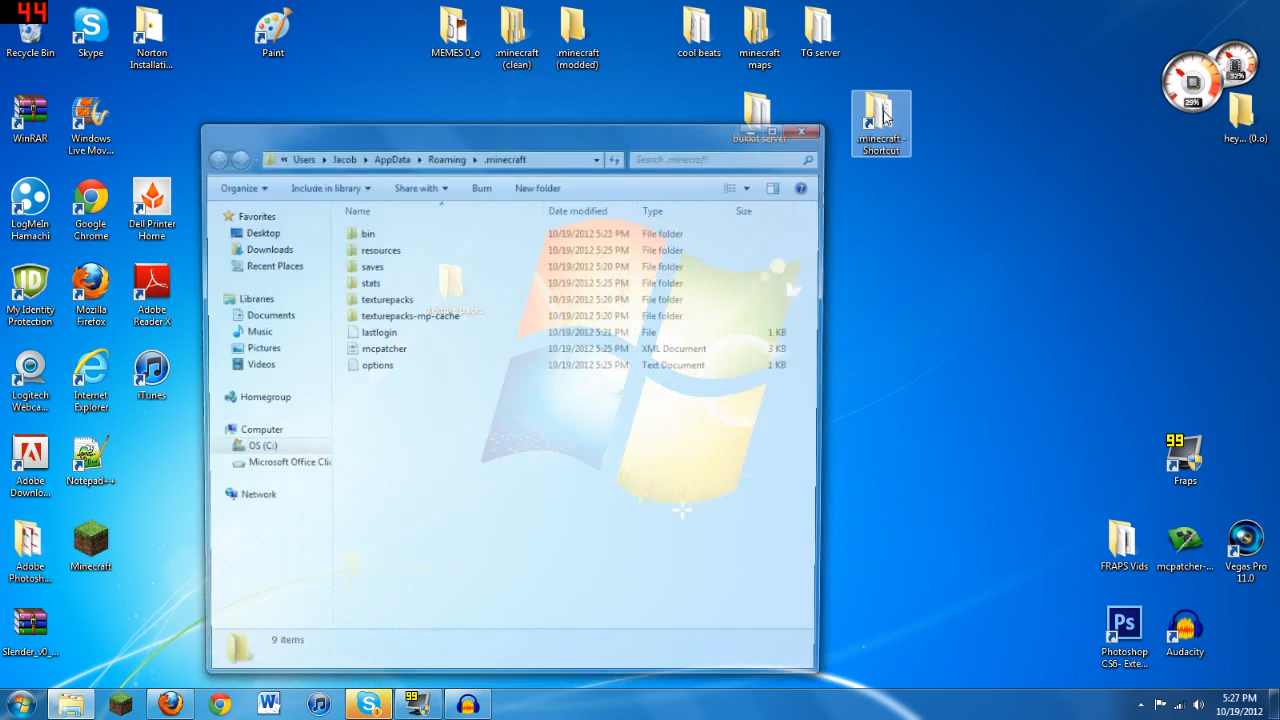 44
Recycle Bin
Skype
Norton
Installati...
Paint
MEMES 0_o
.minecraft
(clean)
.minecraft
(modded)
cool beats
minecraft
maps
TG server
29%
32%
hey... (0.o)
WinRAR
Windows
Live Mov...
bukkit server
.minecraft -
Shortcut
« Users ▸ Jacob ▸ AppData ▸ Roaming ▸ .minecraft
Search .minecraft
Organize
Include in library
Share with
Burn
New folder
Name
Date modified
Type
Size
Favorites
Desktop
Downloads
Recent Places
Libraries
Documents
Music
Pictures
Videos
Homegroup
Computer
OS (C:)
Microsoft Office Clic
Network
bin 10/19/2012 5:23 PM File folder
resources 10/19/2012 5:25 PM File folder
saves 10/19/2012 5:20 PM File folder
stats 10/19/2012 5:25 PM File folder
texturepacks 10/19/2012 5:20 PM File folder
texturepacks-mp-cache 10/19/2012 5:20 PM File folder
lastlogin 10/19/2012 5:21 PM File 1 KB
mcpatcher 10/19/2012 5:25 PM XML Document 3 KB
options 10/19/2012 5:25 PM Text Document 1 KB
9 items
LogMeIn
Hamachi
Google
Chrome
Dell Printer
Home
My Identity
Protection
Mozilla
Firefox
Adobe
Reader X
Logitech
Webca...
Internet
Explorer
iTunes
Adobe
Downlo...
Notepad++
Adobe
Photosh...
Minecraft
Slender_v0_...
99
Fraps
FRAPS Vids
mcpatcher-...
Vegas Pro
11.0
Ps
Photoshop
CS6- Exte...
Audacity
99
5:27 PM
10/19/2012